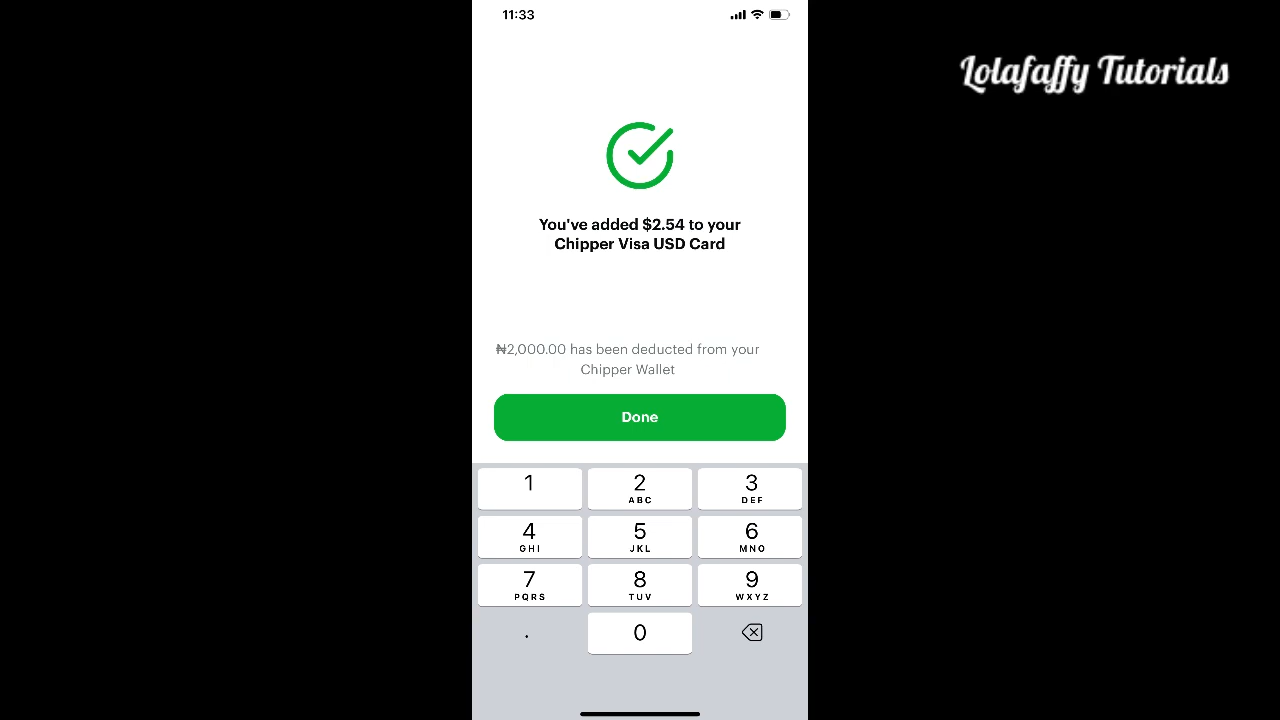 11:33
Lolafaffy Tutorials
You've added $2.54 to your
Chipper Visa USD Card
₦2,000.00 has been deducted from your
Chipper Wallet
Done
1
2
ABC
3
DEF
4
GHI
5
JKL
6
MNO
7
PQRS
8
TUV
9
WXYZ
.
0